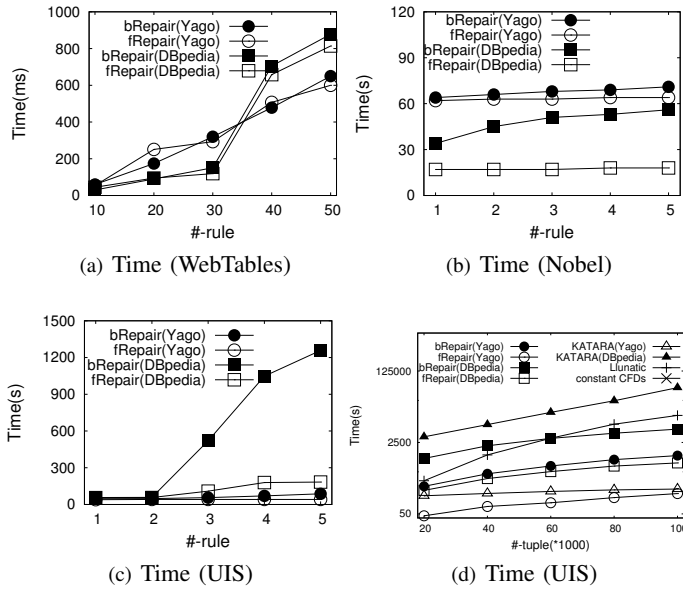 1000
800
600
400
200
0
Time(ms)
bRepair(Yago)
fRepair(Yago)
bRepair(DBpedia)
fRepair(DBpedia)
10 20 30 40 50
#-rule
(a) Time (WebTables)
120
90
60
30
0
Time(s)
bRepair(Yago)
fRepair(Yago)
bRepair(DBpedia)
fRepair(DBpedia)
1 2 3 4 5
#-rule
(b) Time (Nobel)
1500
1200
900
600
300
0
Time(s)
bRepair(Yago)
fRepair(Yago)
bRepair(DBpedia)
fRepair(DBpedia)
1 2 3 4 5
#-rule
(c) Time (UIS)
125000
2500
50
Time(s)
bRepair(Yago)
fRepair(Yago)
bRepair(DBpedia)
fRepair(DBpedia)
KATARA(Yago)
KATARA(DBpedia)
Llunatic
constant CFDs
20 40 60 80 100
#-tuple(*1000)
(d) Time (UIS)